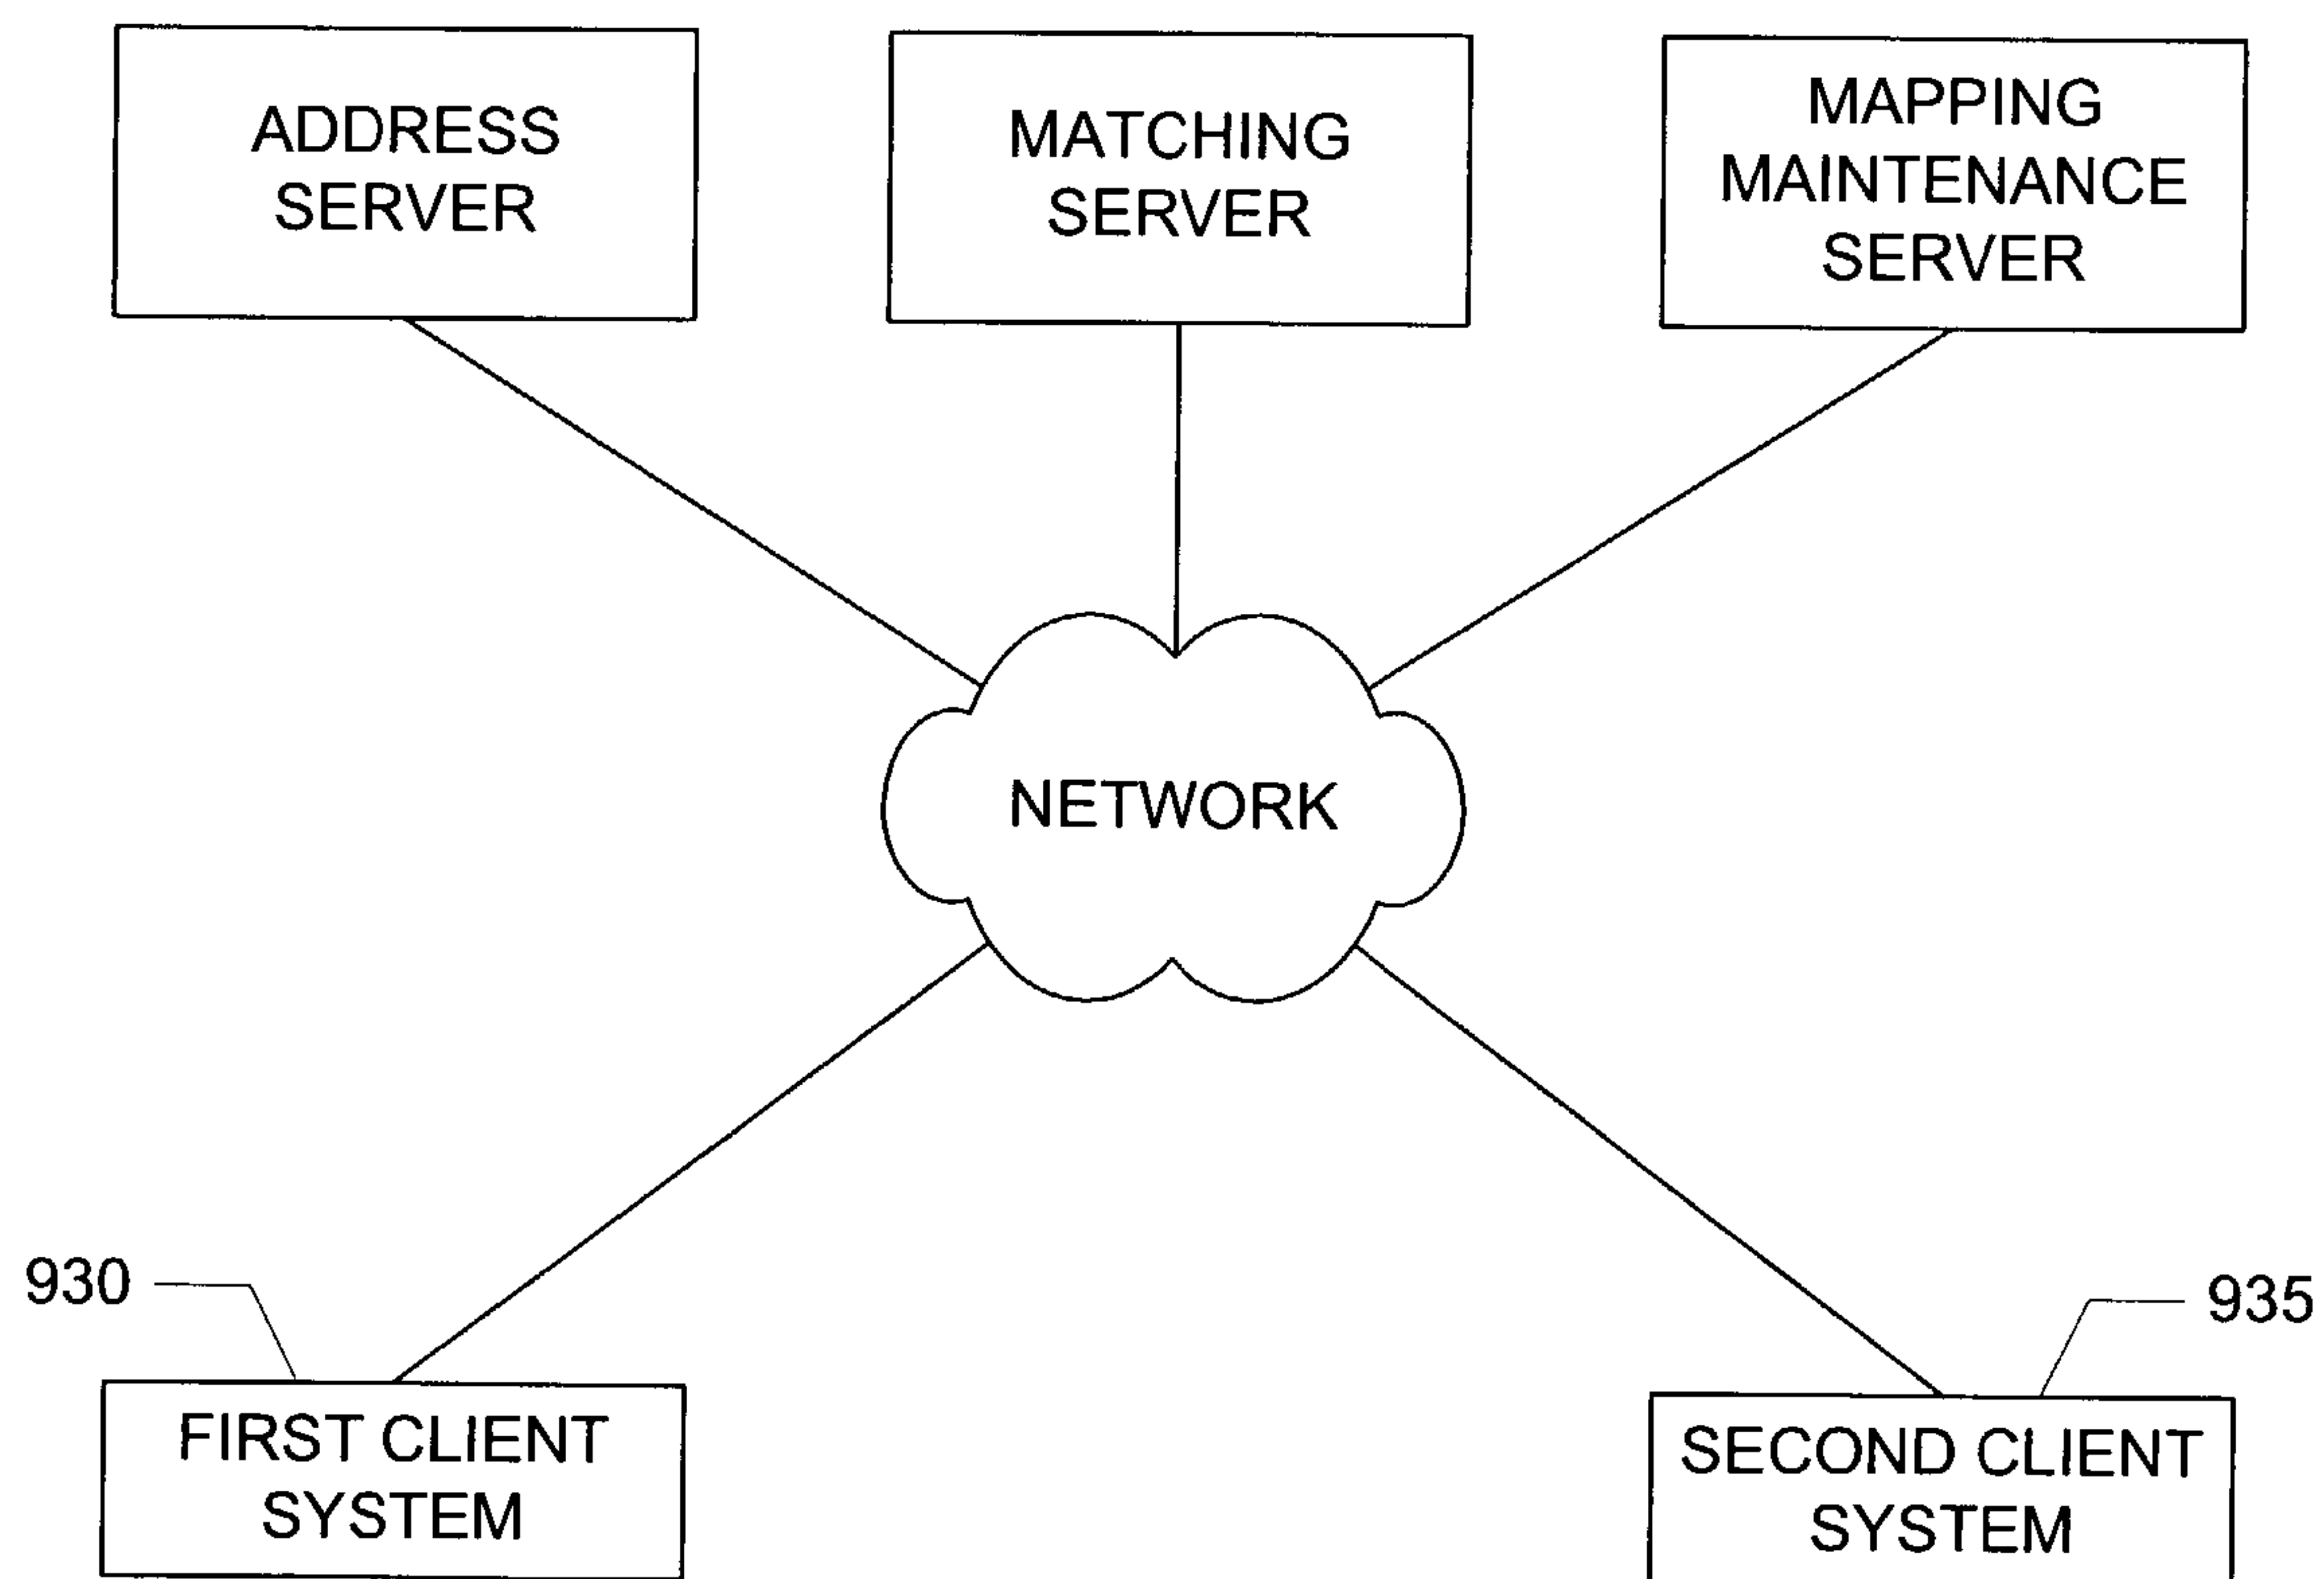 ADDRESS
SERVER
MATCHING
SERVER
MAPPING
MAINTENANCE
SERVER
NETWORK
930
935
FIRST CLIENT
SYSTEM
SECOND CLIENT
SYSTEM